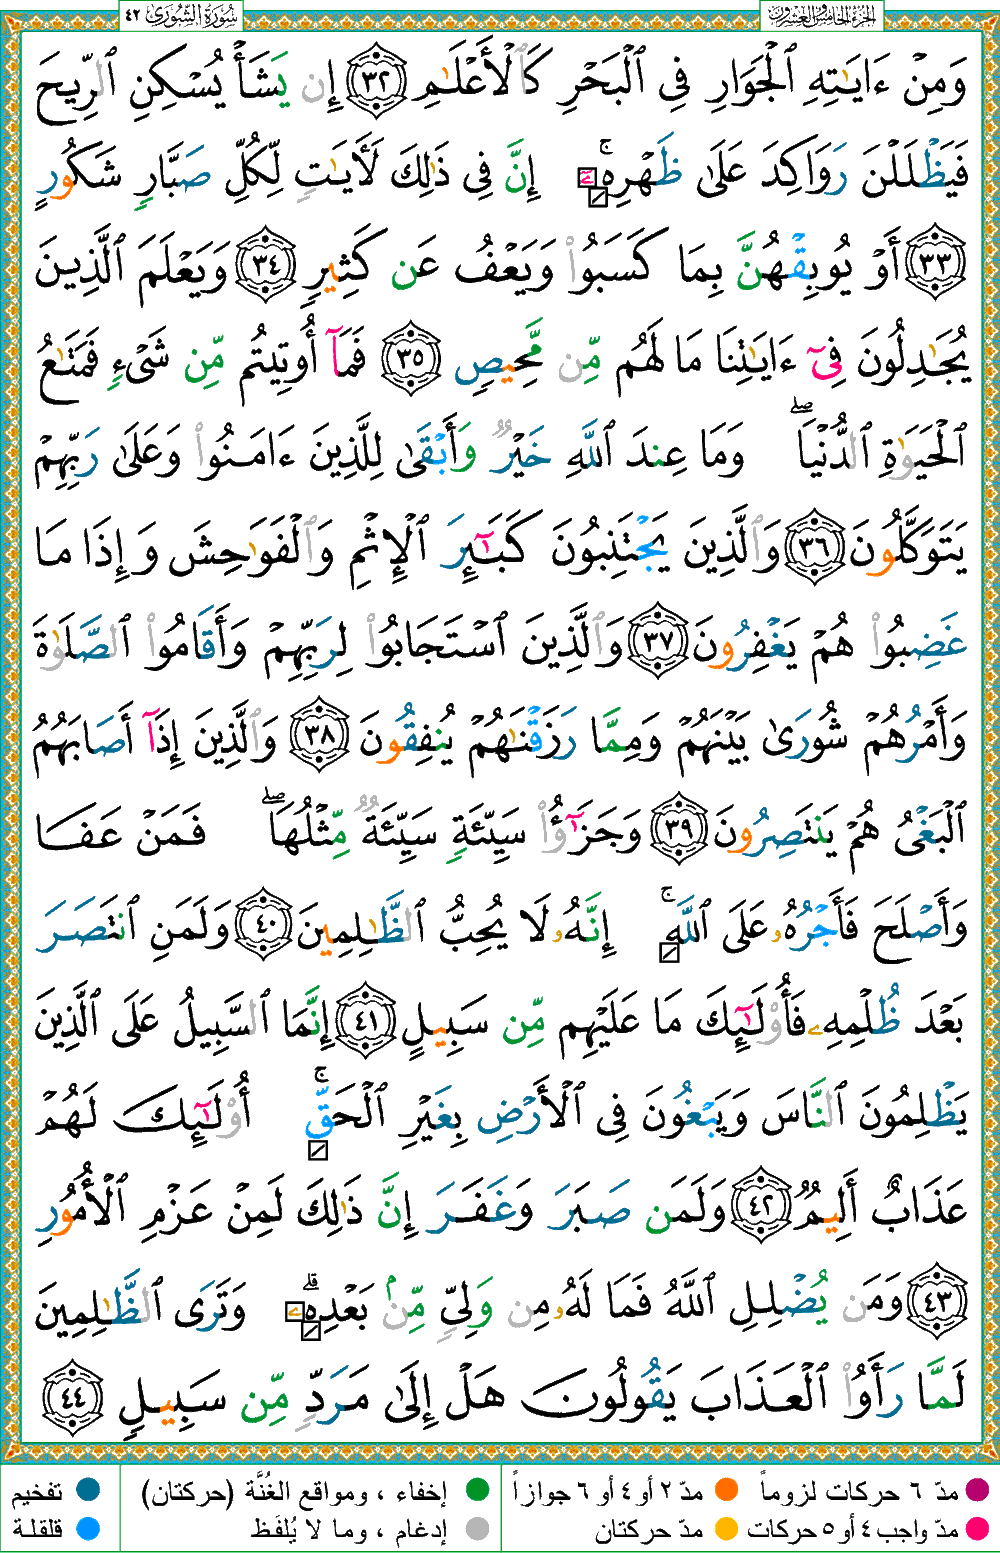 الجزء الخامس والعشرون سورة الشورى ٤٢
وَمِنْ ءَايَـٰتِهِ ٱلْجَوَارِ فِى ٱلْبَحْرِ كَٱلْأَعْلَـٰمِ ٣٢ إِن يَشَأْ يُسْكِنِ ٱلرِّيحَ
فَيَظْلَلْنَ رَوَاكِدَ عَلَىٰ ظَهْرِهِۦٓ ۚ إِنَّ فِى ذَٰلِكَ لَـَٔايَـٰتٍ لِّكُلِّ صَبَّارٍ شَكُورٍ
٣٣ أَوْ يُوبِقْهُنَّ بِمَا كَسَبُوا۟ وَيَعْفُ عَن كَثِيرٍ ٣٤ وَيَعْلَمَ ٱلَّذِينَ
يُجَـٰدِلُونَ فِىٓ ءَايَـٰتِنَا مَا لَهُم مِّن مَّحِيصٍ ٣٥ فَمَآ أُوتِيتُم مِّن شَىْءٍ فَمَتَـٰعُ
ٱلْحَيَوٰةِ ٱلدُّنْيَا ۖ وَمَا عِندَ ٱللَّهِ خَيْرٌ وَأَبْقَىٰ لِلَّذِينَ ءَامَنُوا۟ وَعَلَىٰ رَبِّهِمْ
يَتَوَكَّلُونَ ٣٦ وَٱلَّذِينَ يَجْتَنِبُونَ كَبَـٰٓئِرَ ٱلْإِثْمِ وَٱلْفَوَٰحِشَ وَإِذَا مَا
غَضِبُوا۟ هُمْ يَغْفِرُونَ ٣٧ وَٱلَّذِينَ ٱسْتَجَابُوا۟ لِرَبِّهِمْ وَأَقَامُوا۟ ٱلصَّلَوٰةَ
وَأَمْرُهُمْ شُورَىٰ بَيْنَهُمْ وَمِمَّا رَزَقْنَـٰهُمْ يُنفِقُونَ ٣٨ وَٱلَّذِينَ إِذَآ أَصَابَهُمُ
ٱلْبَغْىُ هُمْ يَنتَصِرُونَ ٣٩ وَجَزَٰٓؤُا۟ سَيِّئَةٍ سَيِّئَةٌ مِّثْلُهَا ۖ فَمَنْ عَفَا
وَأَصْلَحَ فَأَجْرُهُۥ عَلَى ٱللَّهِ ۚ إِنَّهُۥ لَا يُحِبُّ ٱلظَّـٰلِمِينَ ٤٠ وَلَمَنِ ٱنتَصَرَ
بَعْدَ ظُلْمِهِۦ فَأُو۟لَـٰٓئِكَ مَا عَلَيْهِم مِّن سَبِيلٍ ٤١ إِنَّمَا ٱلسَّبِيلُ عَلَى ٱلَّذِينَ
يَظْلِمُونَ ٱلنَّاسَ وَيَبْغُونَ فِى ٱلْأَرْضِ بِغَيْرِ ٱلْحَقِّ ۚ أُو۟لَـٰٓئِكَ لَهُمْ
عَذَابٌ أَلِيمٌ ٤٢ وَلَمَن صَبَرَ وَغَفَرَ إِنَّ ذَٰلِكَ لَمِنْ عَزْمِ ٱلْأُمُورِ
٤٣ وَمَن يُضْلِلِ ٱللَّهُ فَمَا لَهُۥ مِن وَلِىٍّ مِّنۢ بَعْدِهِۦ ۗ وَتَرَى ٱلظَّـٰلِمِينَ
لَمَّا رَأَوُا۟ ٱلْعَذَابَ يَقُولُونَ هَلْ إِلَىٰ مَرَدٍّ مِّن سَبِيلٍ ٤٤
مدّ ٦ حركات لزوماً مدّ ٢ أو ٤ أو ٦ جوازاً إخفاء ، ومواقع الغُنَّة (حركتان) تفخيم
مدّ واجب ٤ أو ٥ حركات مدّ حركتان إدغام ، وما لا يُلفَظ قلقلة